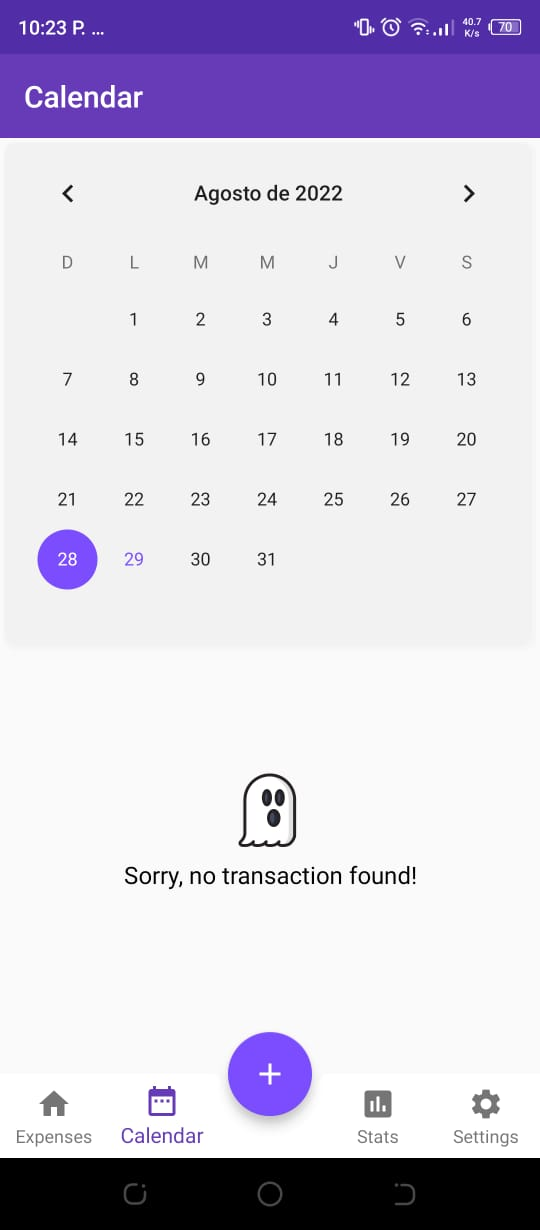 10:23 P. ...
40.7
K/s
70
Calendar
Agosto de 2022
D L M M J V S
1 2 3 4 5 6
7 8 9 10 11 12 13
14 15 16 17 18 19 20
21 22 23 24 25 26 27
28 29 30 31
Sorry, no transaction found!
+
Expenses Calendar Stats Settings